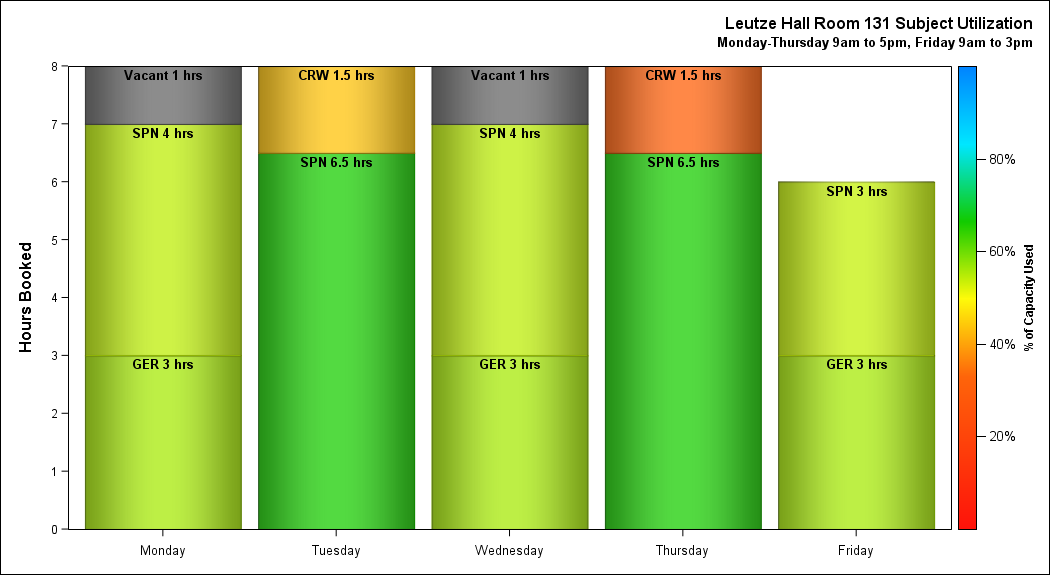 Leutze Hall Room 131 Subject Utilization
Monday-Thursday 9am to 5pm, Friday 9am to 3pm
Hours Booked
8
7
6
5
4
3
2
1
0
Vacant 1 hrs
SPN 4 hrs
GER 3 hrs
CRW 1.5 hrs
SPN 6.5 hrs
Vacant 1 hrs
SPN 4 hrs
GER 3 hrs
CRW 1.5 hrs
SPN 6.5 hrs
SPN 3 hrs
GER 3 hrs
Monday
Tuesday
Wednesday
Thursday
Friday
80%
60%
40%
20%
% of Capacity Used